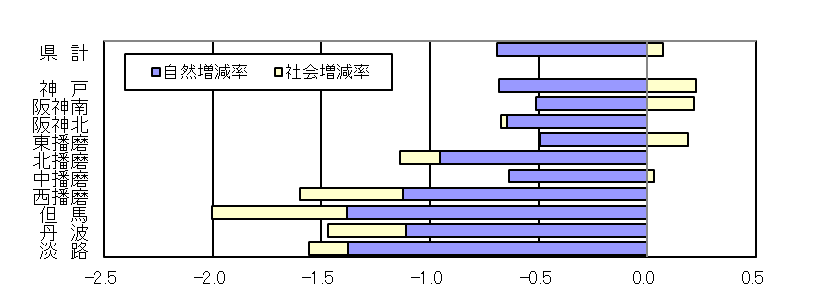 県 計
自然増減率 社会増減率
神 戸
阪神南
阪神北
東播磨
北播磨
中播磨
西播磨
但 馬
丹 波
淡 路
-2.5 -2.0 -1.5 -1.0 -0.5 0.0 0.5